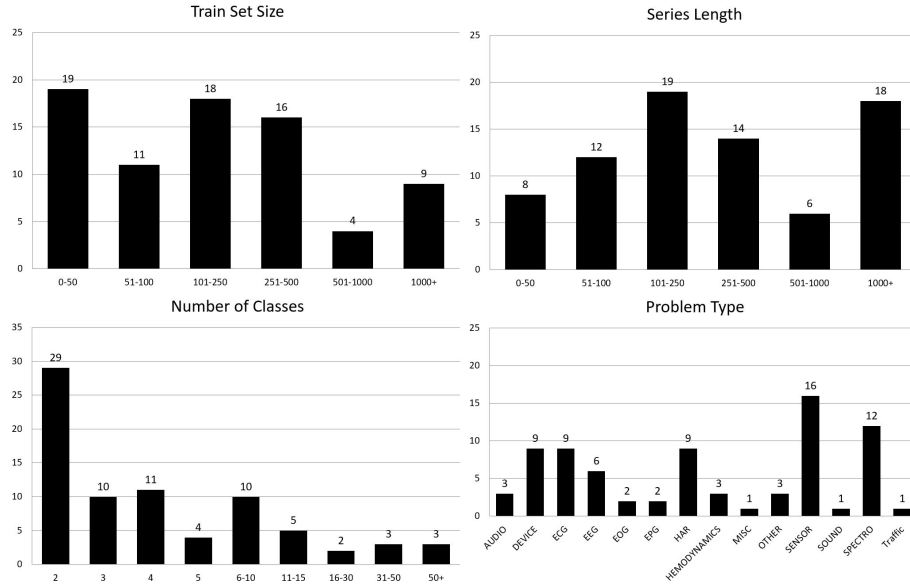 Train Set Size
25
20
15
10
5
0
19
11
18
16
4
9
0-50 51-100 101-250 251-500 501-1000 1000+
Series Length
25
20
15
10
5
0
8
12
19
14
6
18
0-50 51-100 101-250 251-500 501-1000 1000+
Number of Classes
35
30
25
20
15
10
5
0
29
10
11
4
10
5
2
3
3
2 3 4 5 6-10 11-15 16-30 31-50 50+
Problem Type
25
20
15
10
5
0
3
9
9
6
2
2
9
3
1
3
16
1
12
1
AUDIO
DEVICE
ECG
EEG
EOG
EPG
HAR
HEMODYNAMICS
MISC
OTHER
SENSOR
SOUND
SPECTRO
Traffic